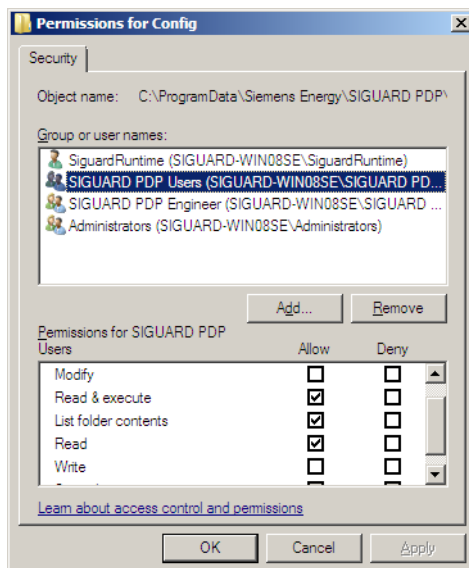 Permissions for Config
Security
Object name: C:\ProgramData\Siemens Energy\SIGUARD PDP\
Group or user names:
SiguardRuntime (SIGUARD-WIN08SE\SiguardRuntime)
SIGUARD PDP Users (SIGUARD-WIN08SE\SIGUARD PD...
SIGUARD PDP Engineer (SIGUARD-WIN08SE\SIGUARD ...
Administrators (SIGUARD-WIN08SE\Administrators)
Add... Remove
Permissions for SIGUARD PDP
Users Allow Deny
Modify
Read & execute
List folder contents
Read
Write
Learn about access control and permissions
OK Cancel Apply